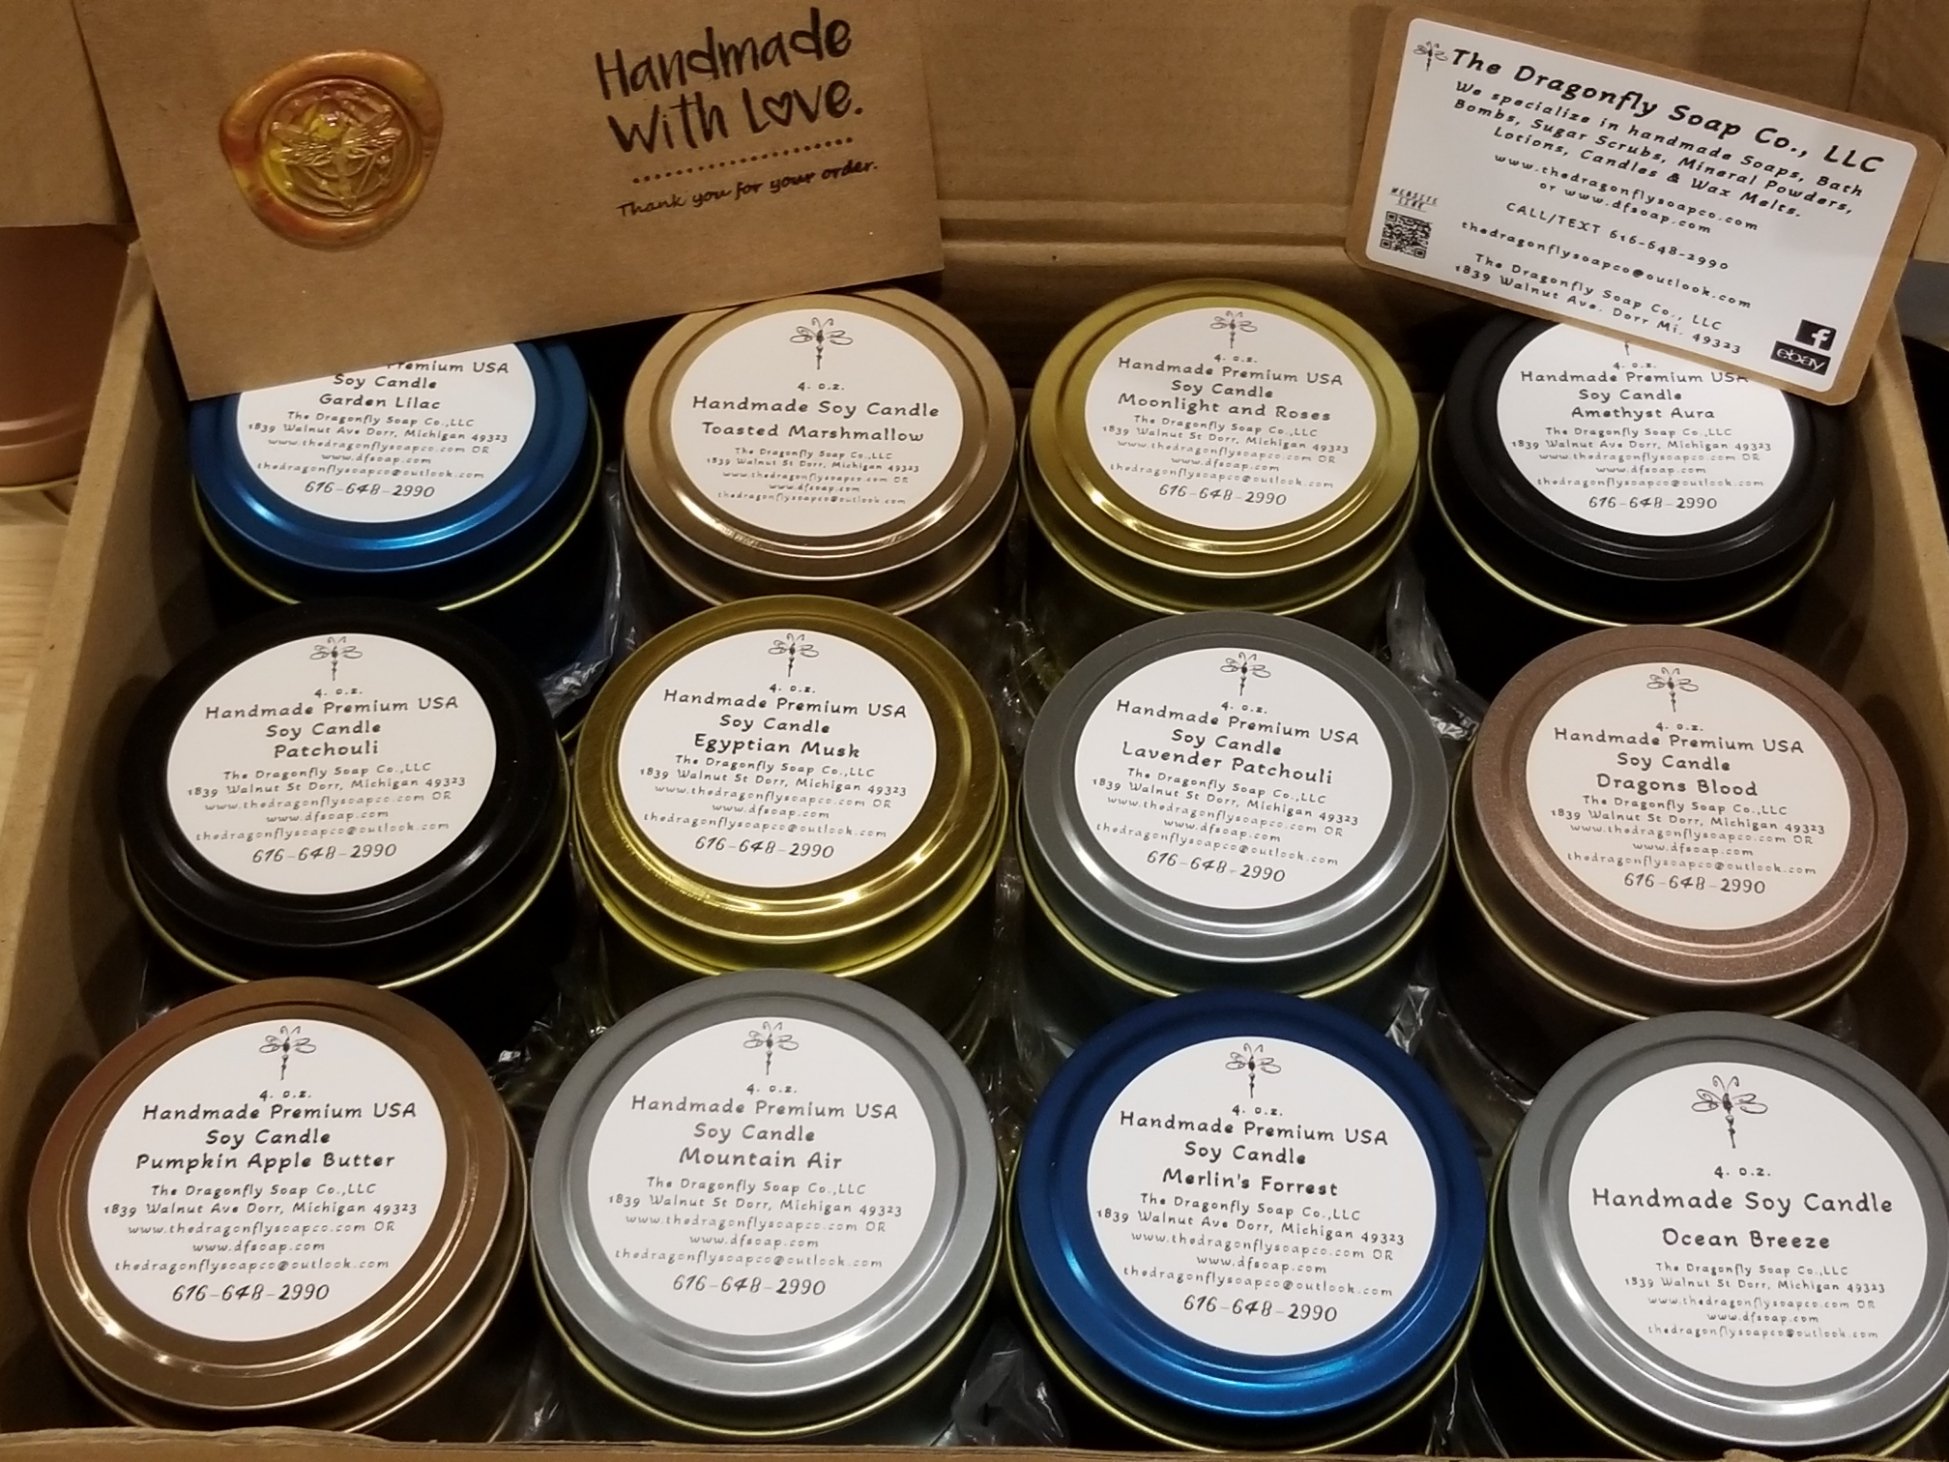 Handmade
with Love.
Thank you for your order.
The Dragonfly Soap Co., LLC
We specialize in handmade Soaps, Bath
Bombs, Sugar Scrubs, Mineral Powders,
Lotions, Candles & Wax Melts.
www.thedragonflysoapco.com
or www.dfsoap.com
CALL/TEXT 616-648-2990
thedragonflysoapco@outlook.com
The Dragonfly Soap Co., LLC
1839 Walnut Ave. Dorr Mi. 49323
WEBSITE
LINK
f
ebay
Premium USA
Soy Candle
Garden Lilac
The Dragonfly Soap Co.,LLC
1839 Walnut Ave Dorr, Michigan 49323
www.thedragonflysoapco.com OR
www.dfsoap.com
thedragonflysoapco@outlook.com
616-648-2990
4. o.z.
Handmade Soy Candle
Toasted Marshmallow
The Dragonfly Soap Co.,LLC
1839 Walnut St Dorr, Michigan 49323
www.thedragonflysoapco.com OR
www.dfsoap.com
thedragonflysoapco@outlook.com
4. o.z.
Handmade Premium USA
Soy Candle
Moonlight and Roses
The Dragonfly Soap Co.,LLC
1839 Walnut St Dorr, Michigan 49323
www.thedragonflysoapco.com OR
www.dfsoap.com
thedragonflysoapco@outlook.com
616-648-2990
4. o.z.
Handmade Premium USA
Soy Candle
Amethyst Aura
The Dragonfly Soap Co.,LLC
1839 Walnut Ave Dorr, Michigan 49323
www.thedragonflysoapco.com OR
www.dfsoap.com
thedragonflysoapco@outlook.com
616-648-2990
4. o.z.
Handmade Premium USA
Soy Candle
Patchouli
The Dragonfly Soap Co.,LLC
1839 Walnut St Dorr, Michigan 49323
www.thedragonflysoapco.com OR
www.dfsoap.com
thedragonflysoapco@outlook.com
616-648-2990
4. o.z.
Handmade Premium USA
Soy Candle
Egyptian Musk
The Dragonfly Soap Co.,LLC
1839 Walnut St Dorr, Michigan 49323
www.thedragonflysoapco.com OR
www.dfsoap.com
thedragonflysoapco@outlook.com
616-648-2990
4. o.z.
Handmade Premium USA
Soy Candle
Lavender Patchouli
The Dragonfly Soap Co.,LLC
1839 Walnut St Dorr, Michigan 49323
www.thedragonflysoapco.com OR
www.dfsoap.com
thedragonflysoapco@outlook.com
616-648-2990
4. o.z.
Handmade Premium USA
Soy Candle
Dragons Blood
The Dragonfly Soap Co.,LLC
1839 Walnut St Dorr, Michigan 49323
www.thedragonflysoapco.com OR
www.dfsoap.com
thedragonflysoapco@outlook.com
616-648-2990
4. o.z.
Handmade Premium USA
Soy Candle
Pumpkin Apple Butter
The Dragonfly Soap Co.,LLC
1839 Walnut Ave Dorr, Michigan 49323
www.thedragonflysoapco.com OR
www.dfsoap.com
thedragonflysoapco@outlook.com
616-648-2990
4. o.z.
Handmade Premium USA
Soy Candle
Mountain Air
The Dragonfly Soap Co.,LLC
1839 Walnut St Dorr, Michigan 49323
www.thedragonflysoapco.com OR
www.dfsoap.com
thedragonflysoapco@outlook.com
616-648-2990
4. o.z.
Handmade Premium USA
Soy Candle
Merlin's Forrest
The Dragonfly Soap Co.,LLC
1839 Walnut Ave Dorr, Michigan 49323
www.thedragonflysoapco.com OR
www.dfsoap.com
thedragonflysoapco@outlook.com
616-648-2990
4. o.z.
Handmade Soy Candle
Ocean Breeze
The Dragonfly Soap Co.,LLC
1839 Walnut St Dorr, Michigan 49323
www.thedragonflysoapco.com OR
www.dfsoap.com
thedragonflysoapco@outlook.com